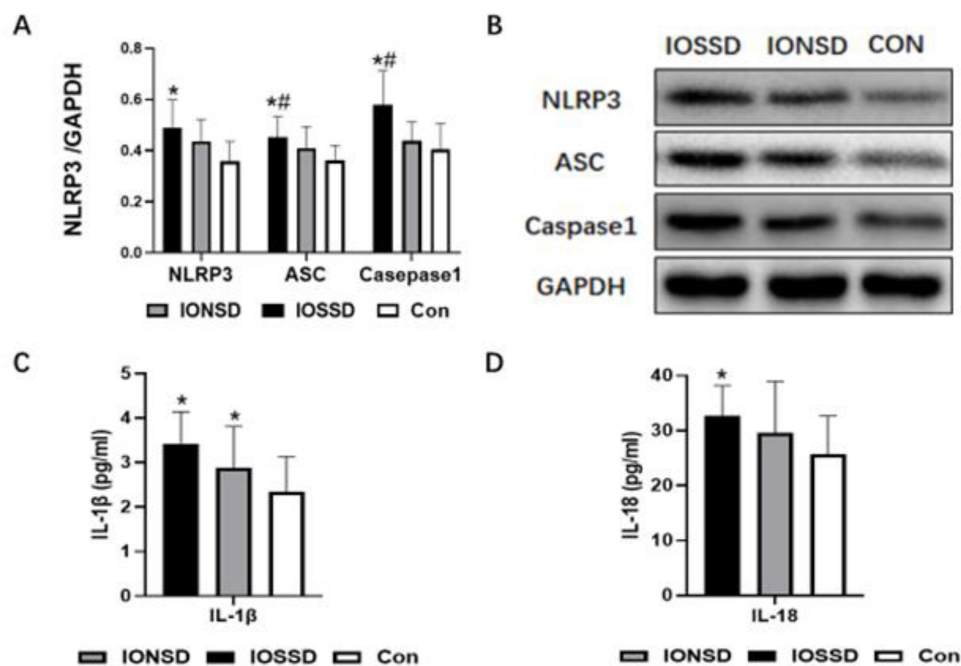 A
NLRP3 /GAPDH
0.8
0.6
0.4
0.2
0.0
*
*#
*#
NLRP3 ASC Casepase1
IONSD IOSSD Con
B
IOSSD IONSD CON
NLRP3
ASC
Caspase1
GAPDH
C
IL-1β (pg/ml)
5
4
3
2
1
0
* *
IL-1β
IONSD IOSSD Con
D
IL-18 (pg/ml)
40
30
20
10
0
*
IL-18
IONSD IOSSD Con